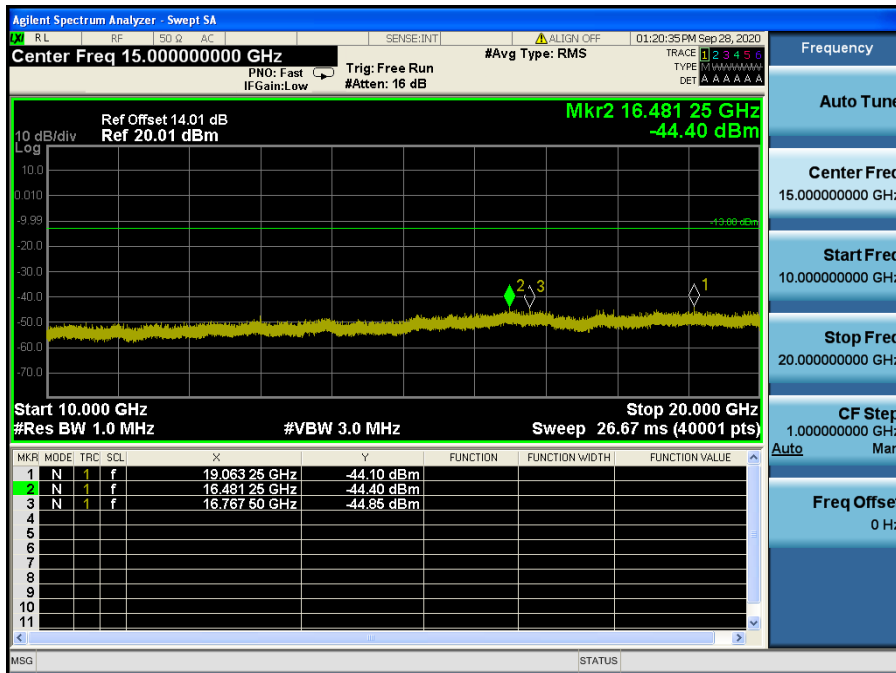 Agilent Spectrum Analyzer - Swept SA
LXI RL RF 50 Ω AC SENSE:INT ALIGN OFF 01:20:35 PM Sep 28, 2020
Center Freq 15.000000000 GHz #Avg Type: RMS TRACE 1 2 3 4 5 6
PNO: Fast Trig: Free Run TYPE M W W W W W
IFGain:Low #Atten: 16 dB DET A A A A A A
Frequency
Auto Tune
Center Freq
15.000000000 GHz
Start Freq
10.000000000 GHz
Stop Freq
20.000000000 GHz
CF Step
1.000000000 GHz
Auto Man
Freq Offset
0 Hz
Mkr2 16.481 25 GHz
-44.40 dBm
Ref Offset 14.01 dB
10 dB/div Ref 20.01 dBm
Log
10.0
0.010
-9.99
-13.00 dBm
-20.0
-30.0
2 3 1
-40.0
-50.0
-60.0
-70.0
Start 10.000 GHz Stop 20.000 GHz
#Res BW 1.0 MHz #VBW 3.0 MHz Sweep 26.67 ms (40001 pts)
MKR MODE TRC SCL X Y FUNCTION FUNCTION WIDTH FUNCTION VALUE
1 N 1 f 19.063 25 GHz -44.10 dBm
2 N 1 f 16.481 25 GHz -44.40 dBm
3 N 1 f 16.767 50 GHz -44.85 dBm
4
5
6
7
8
9
10
11
MSG STATUS